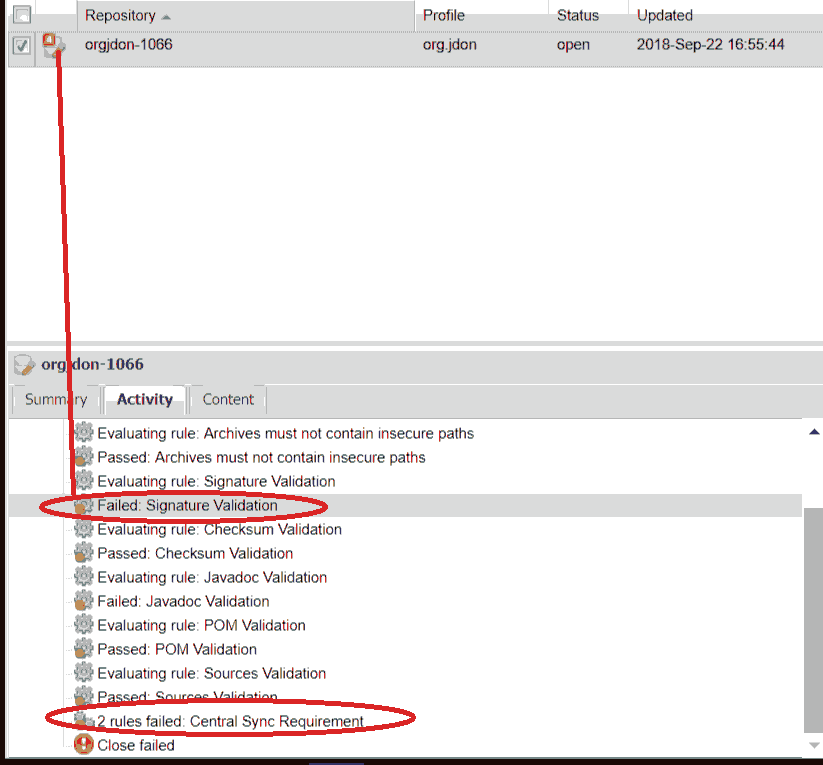 Repository Profile Status Updated
orgjdon-1066 org.jdon open 2018-Sep-22 16:55:44
orgjdon-1066
Summary Activity Content
Evaluating rule: Archives must not contain insecure paths
Passed: Archives must not contain insecure paths
Evaluating rule: Signature Validation
Failed: Signature Validation
Evaluating rule: Checksum Validation
Passed: Checksum Validation
Evaluating rule: Javadoc Validation
Failed: Javadoc Validation
Evaluating rule: POM Validation
Passed: POM Validation
Evaluating rule: Sources Validation
Passed: Sources Validation
2 rules failed: Central Sync Requirement
Close failed